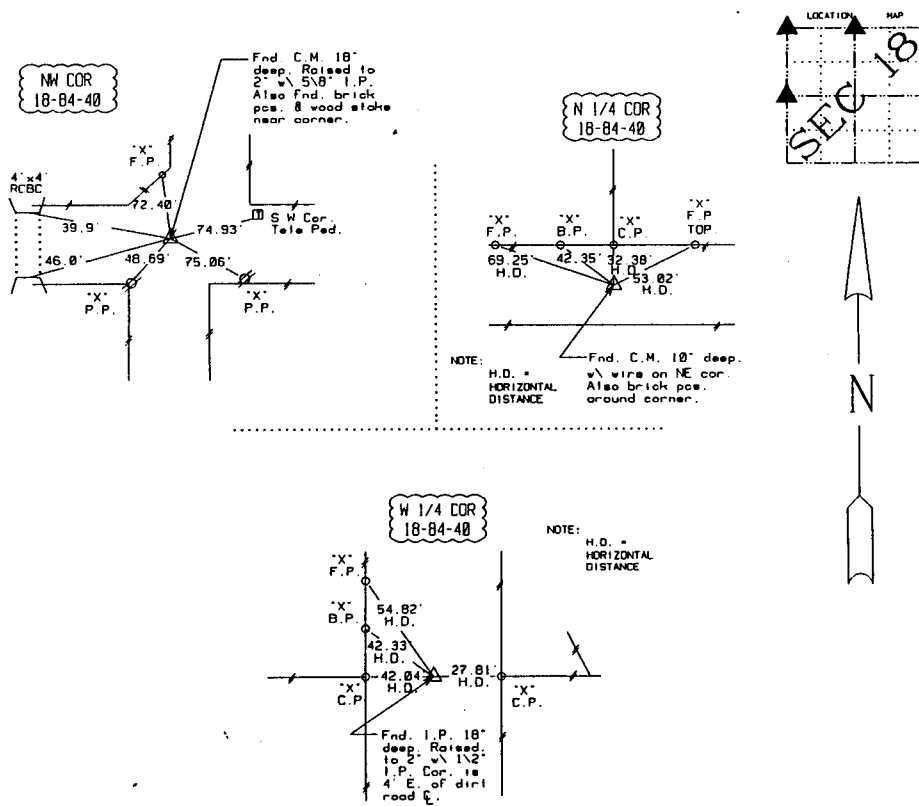 LOCATION MAP
SEC 18
NW COR
18-84-40
Fnd. C.M. 18"
deep. Raised to
2" w\ 5\8" I.P.
Also fnd. brick
pcs. & wood stake
near corner.
"X"
F.P.
4'x4'
RCBC
72.40'
39.9'
74.93'
S W Cor.
Tele Ped.
46.0'
48.69'
75.06'
"X"
P.P.
"X"
P.P.
N 1/4 COR
18-84-40
"X"
F.P.
"X"
B.P.
"X"
C.P.
"X"
F.P
TOP.
69.25'
H.D.
42.35'
32.38'
H.D.
53.02'
H.D.
NOTE:
H.D. =
HORIZONTAL
DISTANCE
Fnd. C.M. 10" deep.
w\ wire on NE cor.
Also brick pcs.
around corner.
N
W 1/4 COR
18-84-40
NOTE:
H.D. =
HORIZONTAL
DISTANCE
"X"
F.P.
54.82'
H.D.
"X"
B.P.
42.33'
H.D.
42.04'
H.D.
27.81'
H.D.
"X"
C.P
"X"
C.P.
Fnd. I.P. 18"
deep. Raised
to 2" w\ 1\2"
I.P. Cor. is
4' E. of dirt
road ℄.